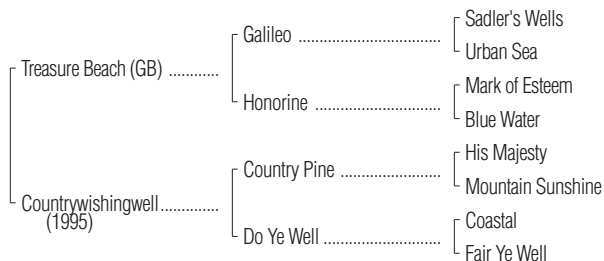 Sadler's Wells
Galileo ....................................
Urban Sea
Treasure Beach (GB) ............
Mark of Esteem
Honorine ................................
Blue Water
His Majesty
Country Pine .........................
Mountain Sunshine
Countrywishingwell..............
(1995)
Coastal
Do Ye Well .............................
Fair Ye Well